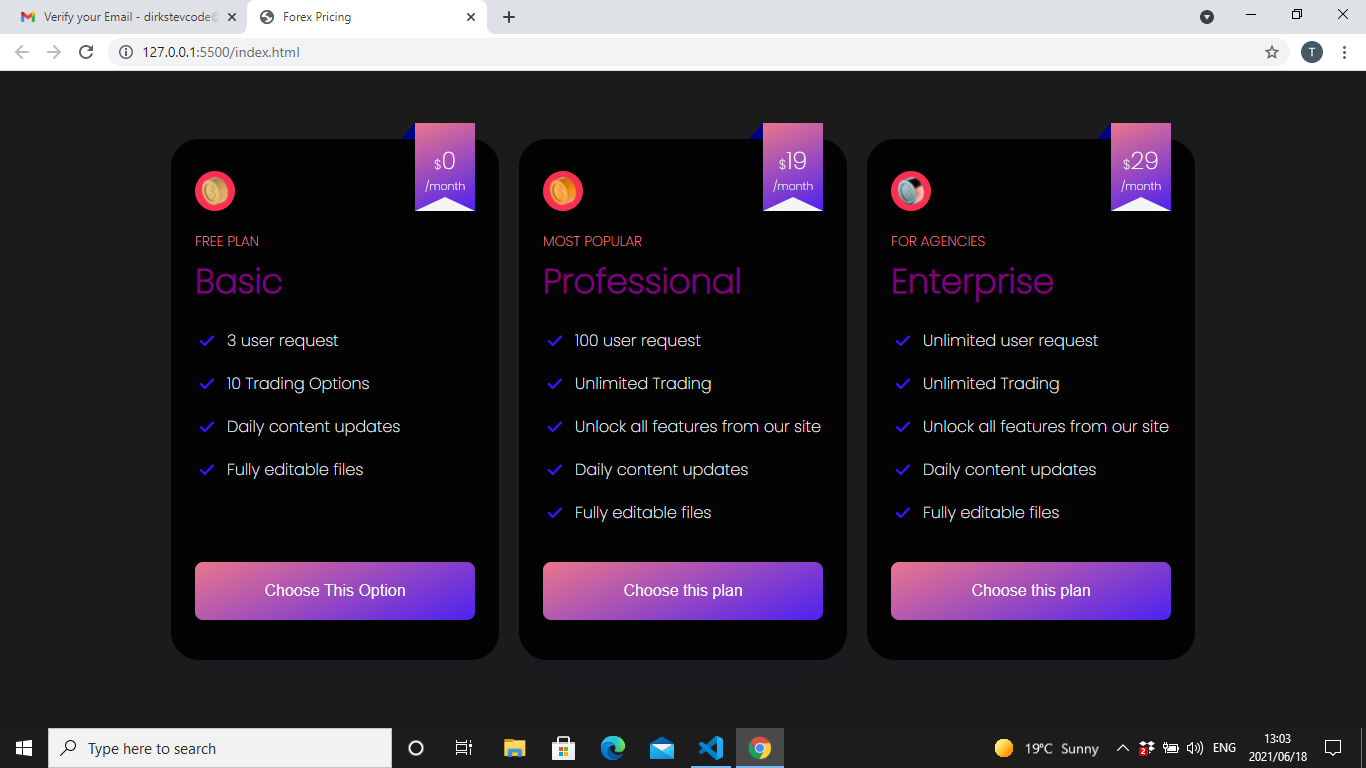 Verify your Email - dirkstevcode@
Forex Pricing
127.0.0.1:5500/index.html
T
$0
/month
FREE PLAN
Basic
3 user request
10 Trading Options
Daily content updates
Fully editable files
Choose This Option
$19
/month
MOST POPULAR
Professional
100 user request
Unlimited Trading
Unlock all features from our site
Daily content updates
Fully editable files
Choose this plan
$29
/month
FOR AGENCIES
Enterprise
Unlimited user request
Unlimited Trading
Unlock all features from our site
Daily content updates
Fully editable files
Choose this plan
Type here to search
19°C Sunny
2
ENG
13:03
2021/06/18